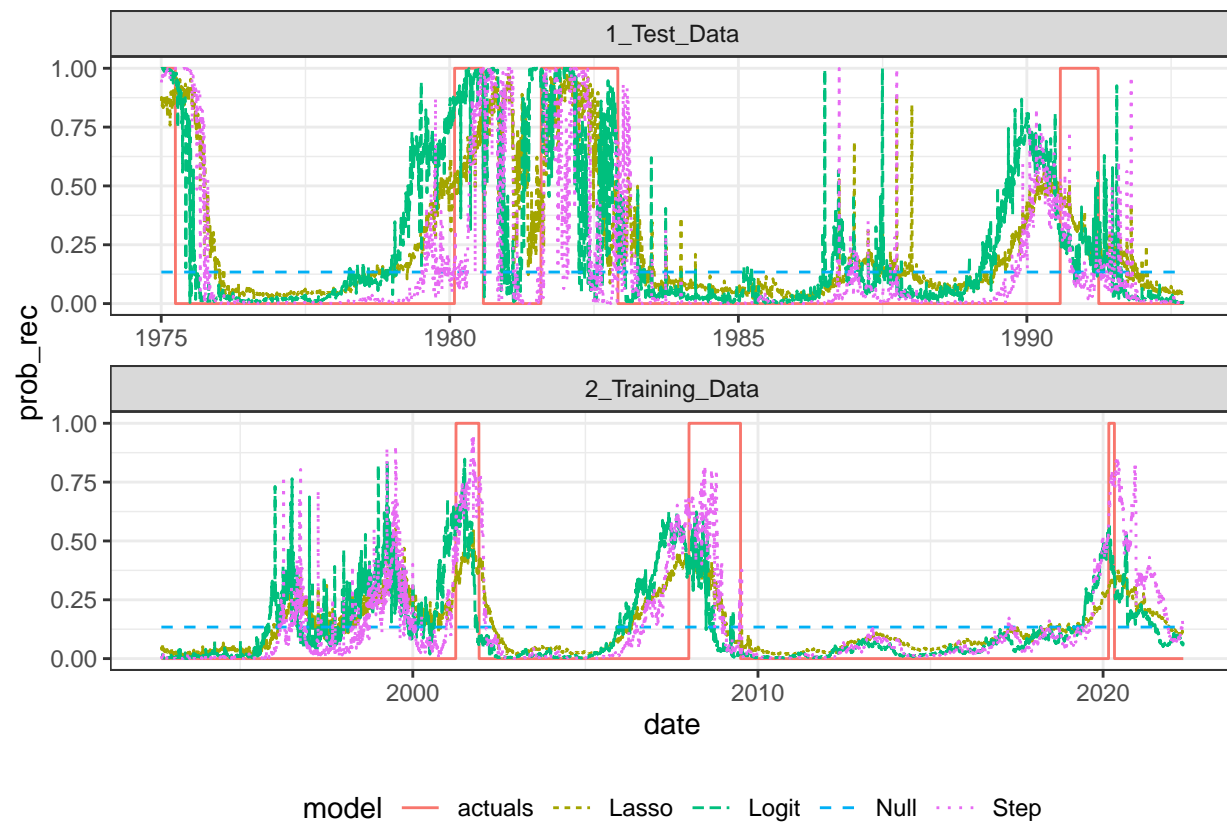 1_Test_Data
1.00
0.75
0.50
0.25
0.00
1975 1980 1985 1990
prob_rec
2_Training_Data
1.00
0.75
0.50
0.25
0.00
2000 2010 2020
date
model actuals Lasso Logit Null Step